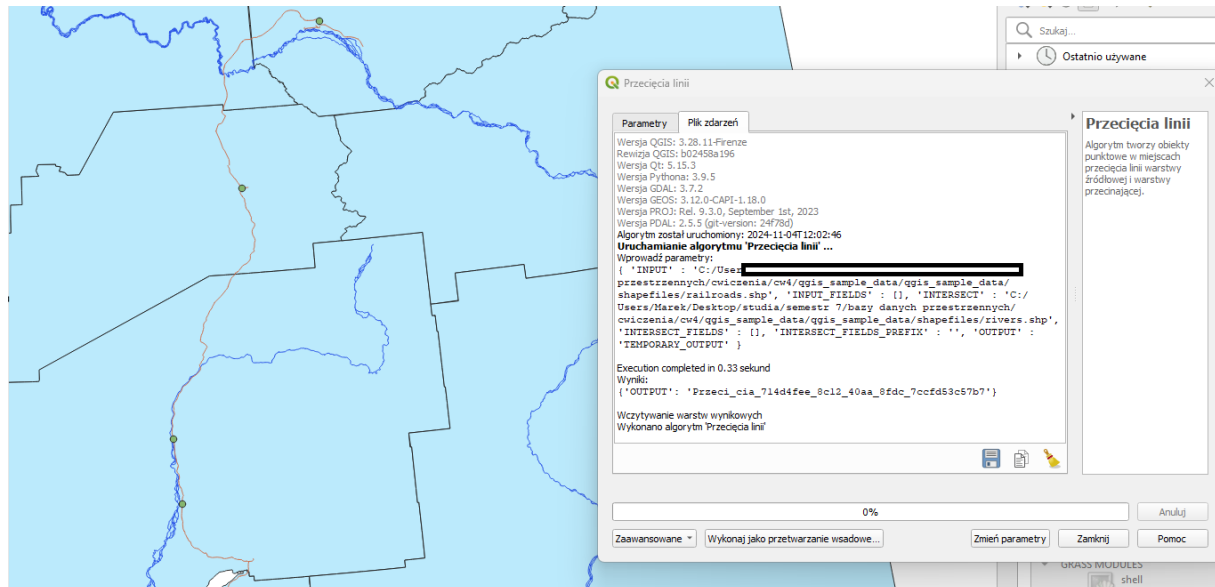 Szukaj...
Ostatnio używane
Przecięcia linii
Parametry
Plik zdarzeń
Wersja QGIS: 3.28.11-Firenze
Rewizja QGIS: b02458a196
Wersja Qt: 5.15.3
Wersja Pythona: 3.9.5
Wersja GDAL: 3.7.2
Wersja GEOS: 3.12.0-CAPI-1.18.0
Wersja PROJ: Rel. 9.3.0, September 1st, 2023
Wersja PDAL: 2.5.5 (git-version: 24f78d)
Algorytm został uruchomiony: 2024-11-04T12:02:46
Uruchamianie algorytmu 'Przecięcia linii' ...
Wprowadź parametry:
{ 'INPUT' : 'C:/User
przestrzennych/cwiczenia/cw4/qgis_sample_data/qgis_sample_data/
shapefiles/railroads.shp', 'INPUT_FIELDS' : [], 'INTERSECT' : 'C:/
Users/Marek/Desktop/studia/semestr 7/bazy danych przestrzennych/
cwiczenia/cw4/qgis_sample_data/qgis_sample_data/shapefiles/rivers.shp',
'INTERSECT_FIELDS' : [], 'INTERSECT_FIELDS_PREFIX' : '', 'OUTPUT' :
'TEMPORARY_OUTPUT' }
Execution completed in 0.33 sekund
Wyniki:
{'OUTPUT': 'Przeci_cia_714d4fee_8c12_40aa_8fdc_7ccfd53c57b7'}
Wczytywanie warstw wynikowych
Wykonano algorytm 'Przecięcia linii'
Przecięcia linii
Algorytm tworzy obiekty
punktowe w miejscach
przecięcia linii warstwy
źródłowej i warstwy
przecinającej.
0%
Anuluj
Zaawansowane
Wykonaj jako przetwarzanie wsadowe...
Zmień parametry
Zamknij
Pomoc
GRASS MODULES
shell